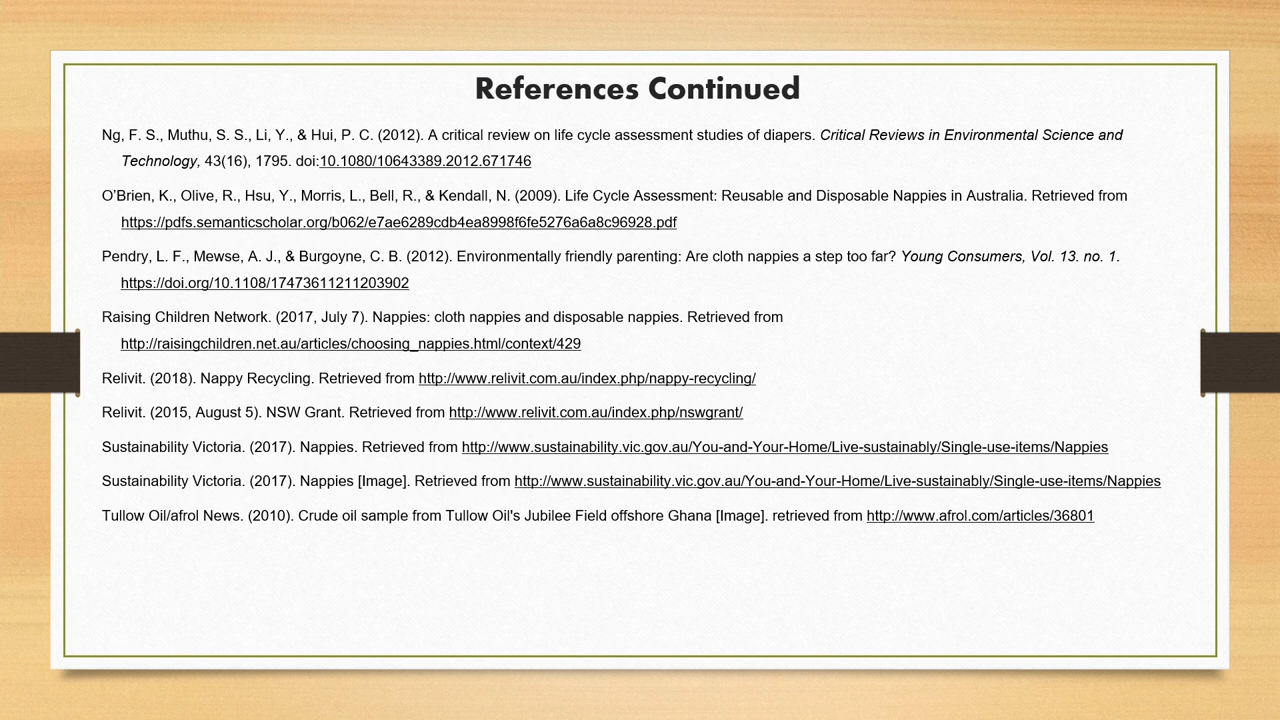 References Continued
Ng, F. S., Muthu, S. S., Li, Y., & Hui, P. C. (2012). A critical review on life cycle assessment studies of diapers. Critical Reviews in Environmental Science and
Technology, 43(16), 1795. doi:10.1080/10643389.2012.671746
O’Brien, K., Olive, R., Hsu, Y., Morris, L., Bell, R., & Kendall, N. (2009). Life Cycle Assessment: Reusable and Disposable Nappies in Australia. Retrieved from
https://pdfs.semanticscholar.org/b062/e7ae6289cdb4ea8998f6fe5276a6a8c96928.pdf
Pendry, L. F., Mewse, A. J., & Burgoyne, C. B. (2012). Environmentally friendly parenting: Are cloth nappies a step too far? Young Consumers, Vol. 13. no. 1.
https://doi.org/10.1108/17473611211203902
Raising Children Network. (2017, July 7). Nappies: cloth nappies and disposable nappies. Retrieved from
http://raisingchildren.net.au/articles/choosing_nappies.html/context/429
Relivit. (2018). Nappy Recycling. Retrieved from http://www.relivit.com.au/index.php/nappy-recycling/
Relivit. (2015, August 5). NSW Grant. Retrieved from http://www.relivit.com.au/index.php/nswgrant/
Sustainability Victoria. (2017). Nappies. Retrieved from http://www.sustainability.vic.gov.au/You-and-Your-Home/Live-sustainably/Single-use-items/Nappies
Sustainability Victoria. (2017). Nappies [Image]. Retrieved from http://www.sustainability.vic.gov.au/You-and-Your-Home/Live-sustainably/Single-use-items/Nappies
Tullow Oil/afrol News. (2010). Crude oil sample from Tullow Oil's Jubilee Field offshore Ghana [Image]. retrieved from http://www.afrol.com/articles/36801